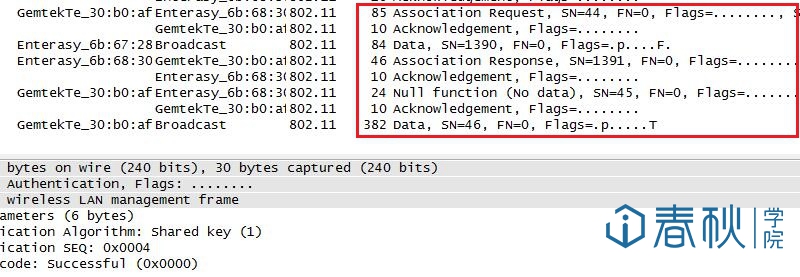 GemtekTe_30:b0:af Enterasy_6b:68:30 802.11 85 Association Request, SN=44, FN=0, Flags=........,
GemtekTe_30:b0:af 802.11 10 Acknowledgement, Flags=........
Enterasy_6b:67:28 Broadcast 802.11 84 Data, SN=1390, FN=0, Flags=.p....F.
Enterasy_6b:68:30 GemtekTe_30:b0:af 802.11 46 Association Response, SN=1391, FN=0, Flags=.......
Enterasy_6b:68:30 802.11 10 Acknowledgement, Flags=........
GemtekTe_30:b0:af Enterasy_6b:68:30 802.11 24 Null function (No data), SN=45, FN=0, Flags=.......
GemtekTe_30:b0:af 802.11 10 Acknowledgement, Flags=........
GemtekTe_30:b0:af Broadcast 802.11 382 Data, SN=46, FN=0, Flags=.p.....T
bytes on wire (240 bits), 30 bytes captured (240 bits)
Authentication, Flags: ........
wireless LAN management frame
ameters (6 bytes)
ication Algorithm: Shared key (1)
ication SEQ: 0x0004
code: Successful (0x0000)
春秋学院